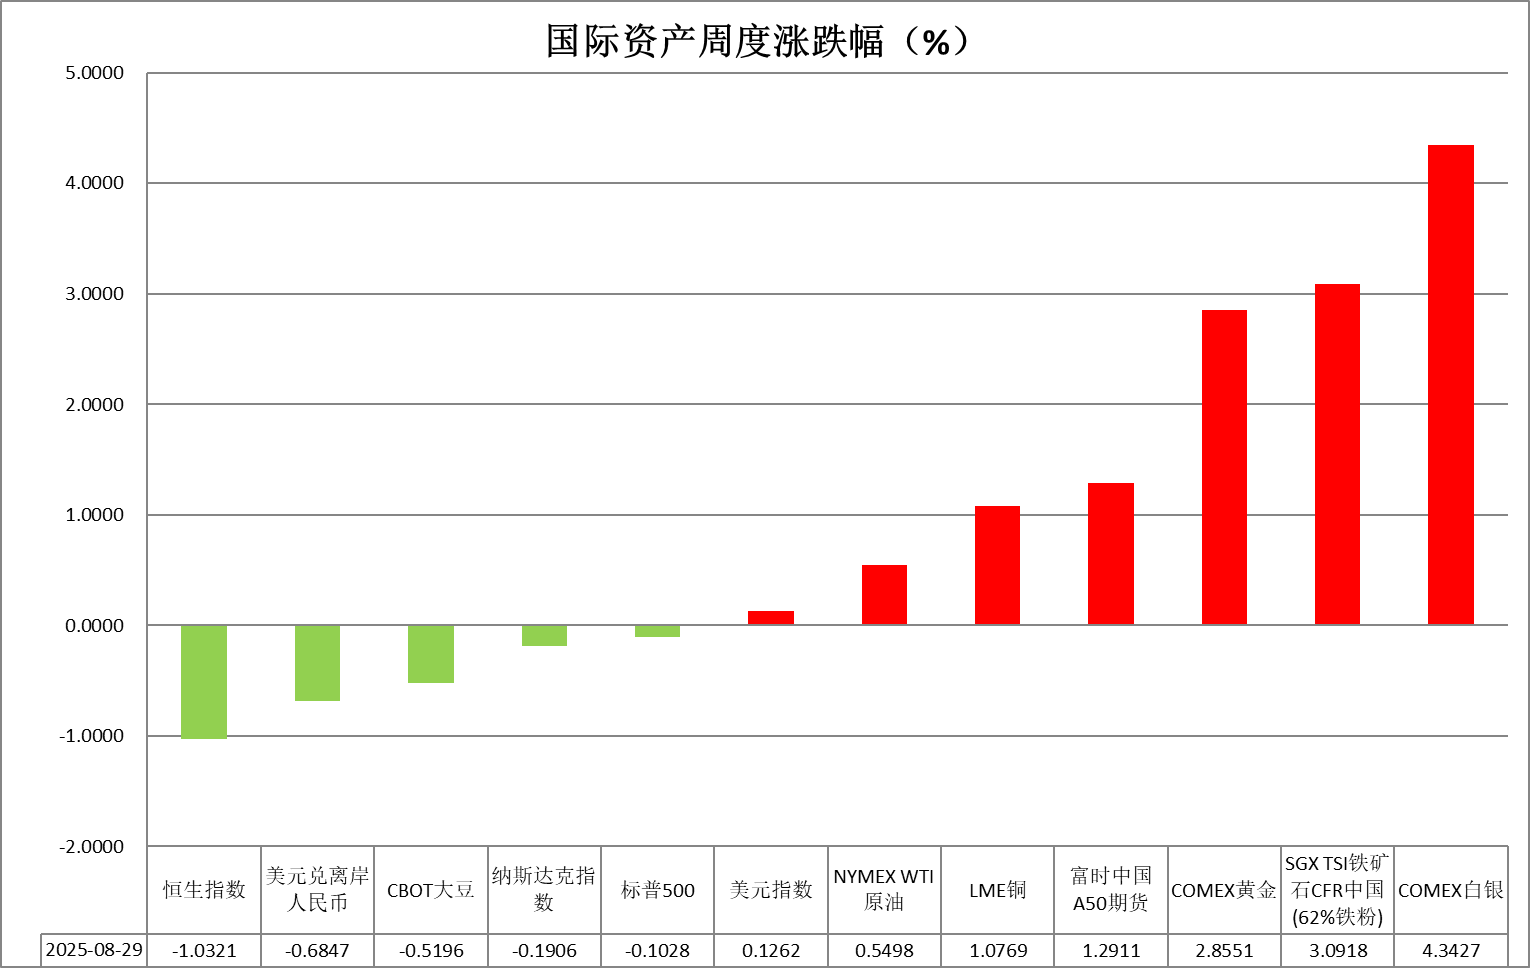 国际资产周度涨跌幅（%）
5.0000
4.0000
3.0000
2.0000
1.0000
0.0000
-1.0000
-2.0000
恒生指数
美元兑离岸
人民币
CBOT大豆
纳斯达克指
数
标普500
美元指数
NYMEX WTI
原油
LME铜
富时中国
A50期货
COMEX黄金
SGX TSI铁矿
石CFR中国
(62%铁粉)
COMEX白银
2025-08-29 -1.0321 -0.6847 -0.5196 -0.1906 -0.1028 0.1262 0.5498 1.0769 1.2911 2.8551 3.0918 4.3427